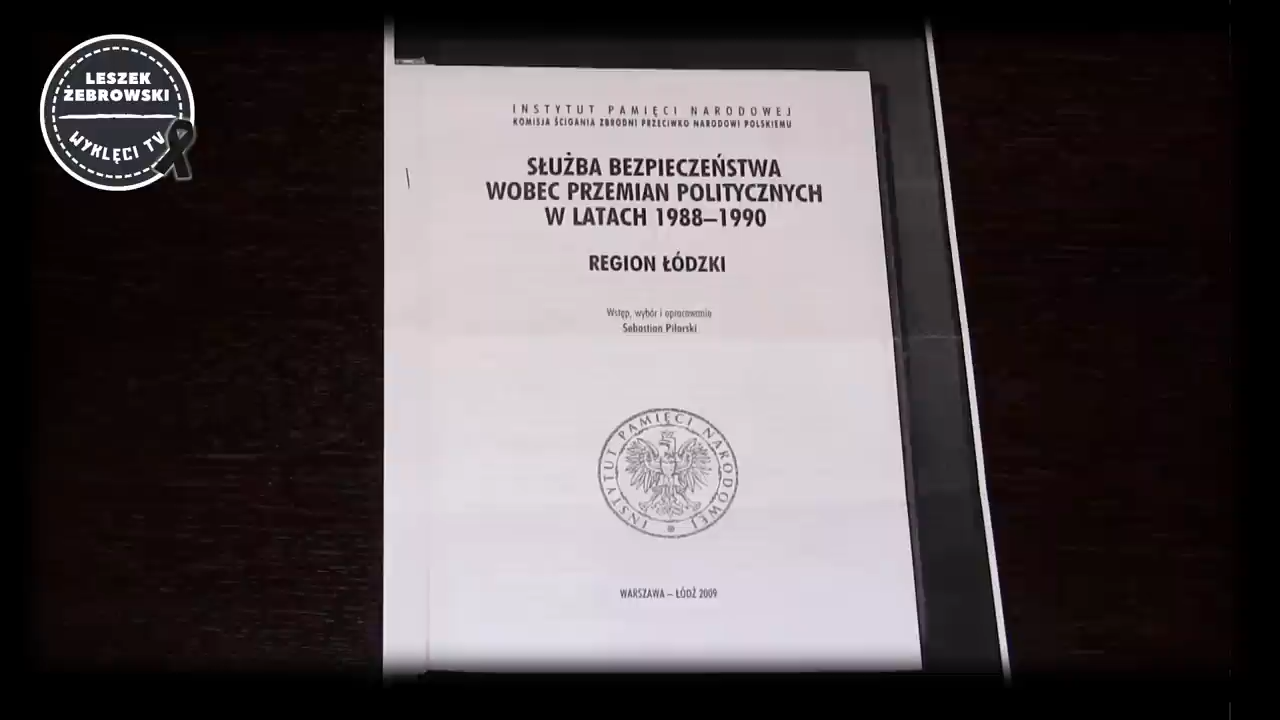 LESZEK
ŻEBROWSKI
WYKLĘCI TV
INSTYTUT PAMIĘCI NARODOWEJ
KOMISJA ŚCIGANIA ZBRODNI PRZECIWKO NARODOWI POLSKIEMU
SŁUŻBA BEZPIECZEŃSTWA
WOBEC PRZEMIAN POLITYCZNYCH
W LATACH 1988–1990
REGION ŁÓDZKI
Wstęp, wybór i opracowanie
Sebastian Pilarski
INSTYTUT PAMIĘCI NARODOWEJ
WARSZAWA – ŁÓDŹ 2009